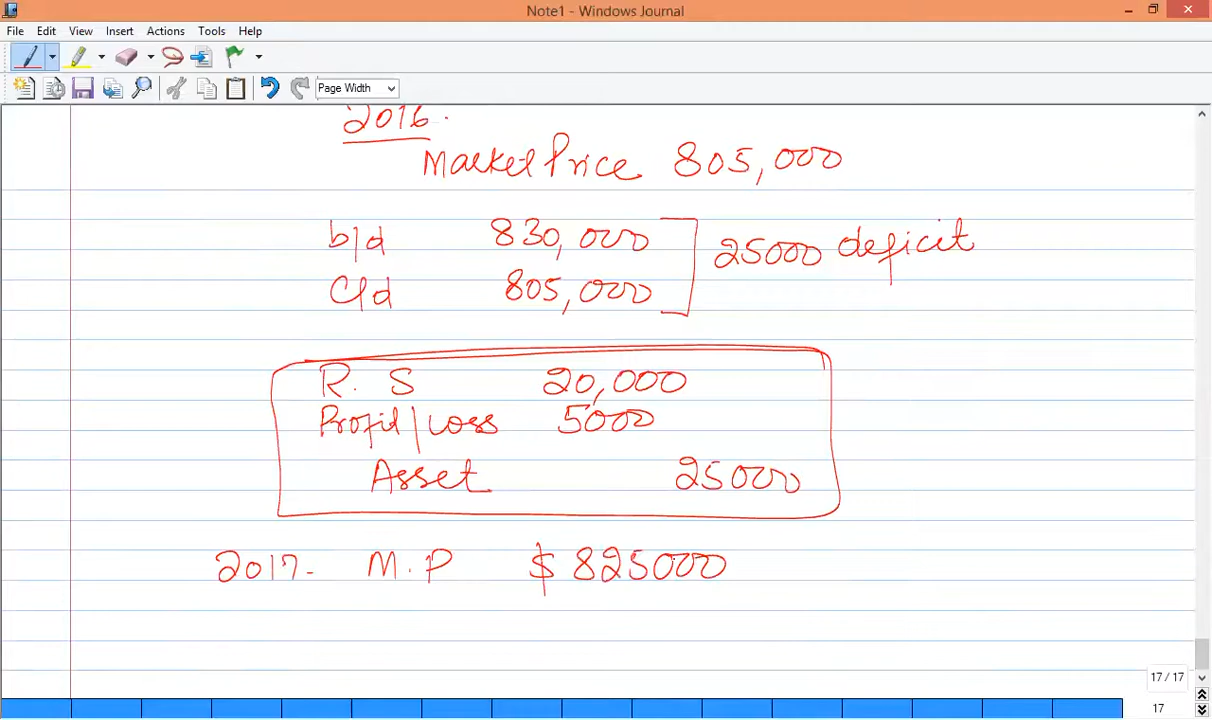 Note1 - Windows Journal
File Edit View Insert Actions Tools Help
Page Width
2016.
Market Price 805,000
b/d 830,000
25000 deficit
C/d 805,000
R. S 20,000
Profit/Loss 5000
Asset 25000
2017. M.P $825000
17 / 17
17